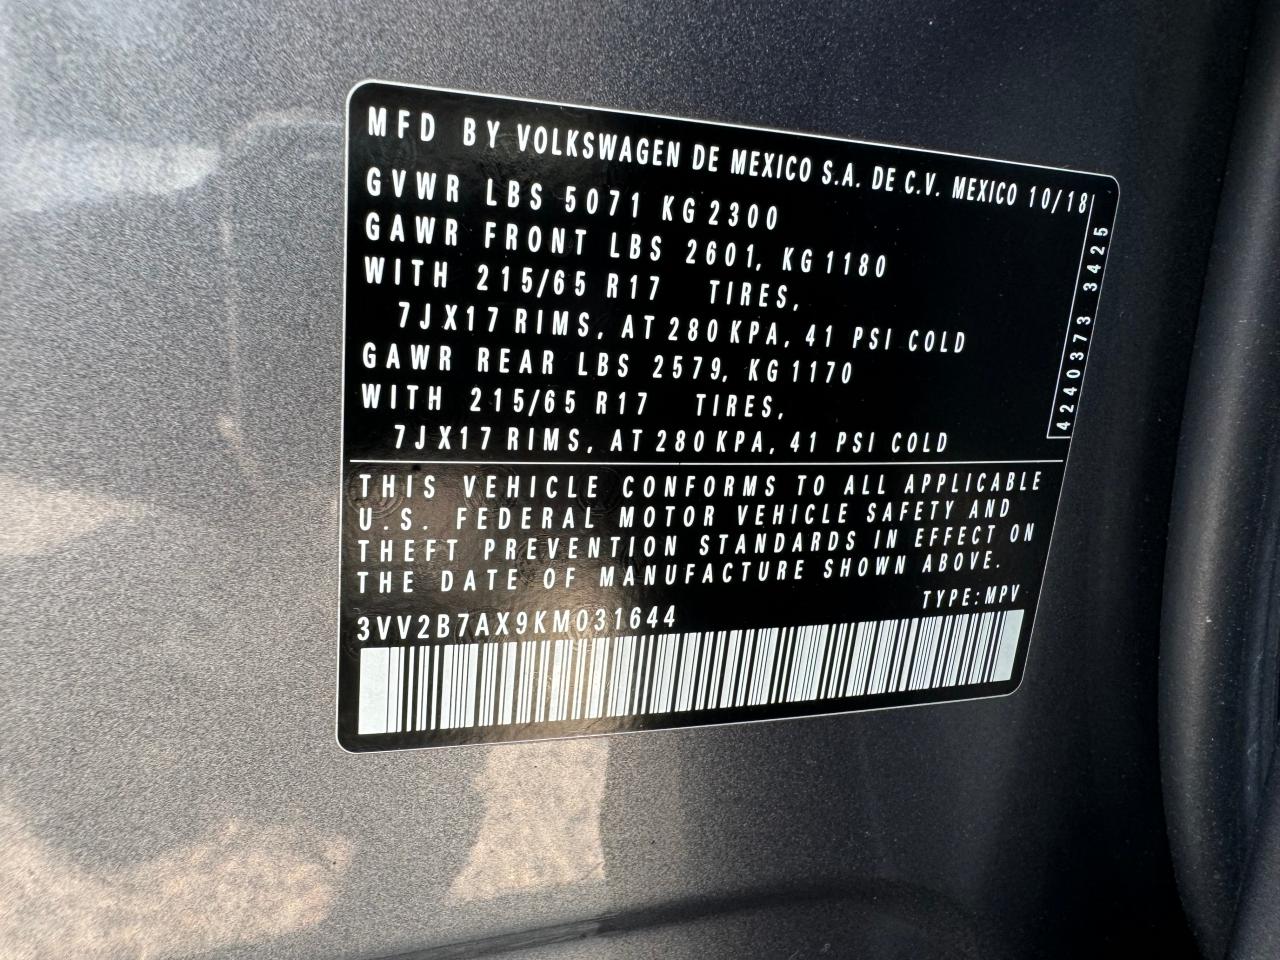 MFD BY VOLKSWAGEN DE MEXICO S.A. DE C.V. MEXICO 10/18
GVWR LBS 5071 KG 2300
GAWR FRONT LBS 2601, KG 1180
WITH 215/65 R17 TIRES,
7J X17 RIMS, AT 280 KPA, 41 PSI COLD
GAWR REAR LBS 2579, KG 1170
WITH 215/65 R17 TIRES,
7J X17 RIMS, AT 280 KPA, 41 PSI COLD
4240373 3425
THIS VEHICLE CONFORMS TO ALL APPLICABLE
U.S. FEDERAL MOTOR VEHICLE SAFETY AND
THEFT PREVENTION STANDARDS IN EFFECT ON
THE DATE OF MANUFACTURE SHOWN ABOVE.
TYPE: MPV
3VV2B7AX9KM031644